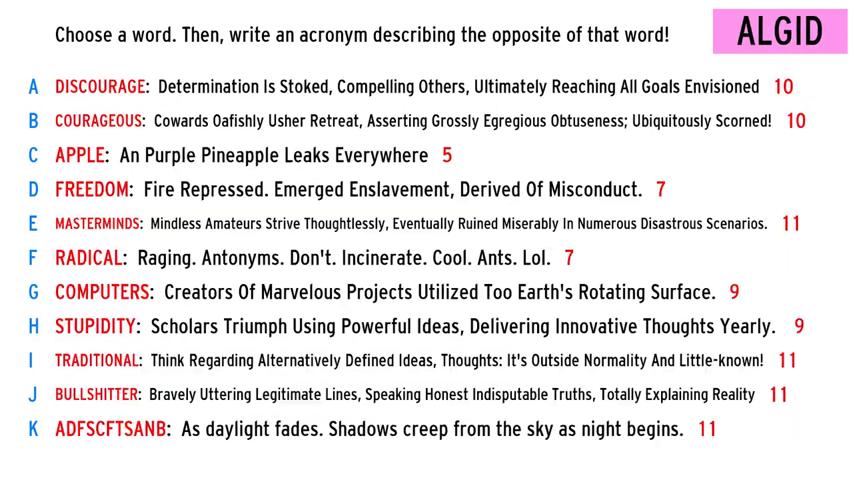 Choose a word. Then, write an acronym describing the opposite of that word!
ALGID
A DISCOURAGE: Determination Is Stoked, Compelling Others, Ultimately Reaching All Goals Envisioned 10
B COURAGEOUS: Cowards Oafishly Usher Retreat, Asserting Grossly Egregious Obtuseness; Ubiquitously Scorned! 10
C APPLE: An Purple Pineapple Leaks Everywhere 5
D FREEDOM: Fire Repressed. Emerged Enslavement, Derived Of Misconduct. 7
E MASTERMINDS: Mindless Amateurs Strive Thoughtlessly, Eventually Ruined Miserably In Numerous Disastrous Scenarios. 11
F RADICAL: Raging. Antonyms. Don't. Incinerate. Cool. Ants. Lol. 7
G COMPUTERS: Creators Of Marvelous Projects Utilized Too Earth's Rotating Surface. 9
H STUPIDITY: Scholars Triumph Using Powerful Ideas, Delivering Innovative Thoughts Yearly. 9
I TRADITIONAL: Think Regarding Alternatively Defined Ideas, Thoughts: It's Outside Normality And Little-known! 11
J BULLSHITTER: Bravely Uttering Legitimate Lines, Speaking Honest Indisputable Truths, Totally Explaining Reality 11
K ADFSCFTSANB: As daylight fades. Shadows creep from the sky as night begins. 11